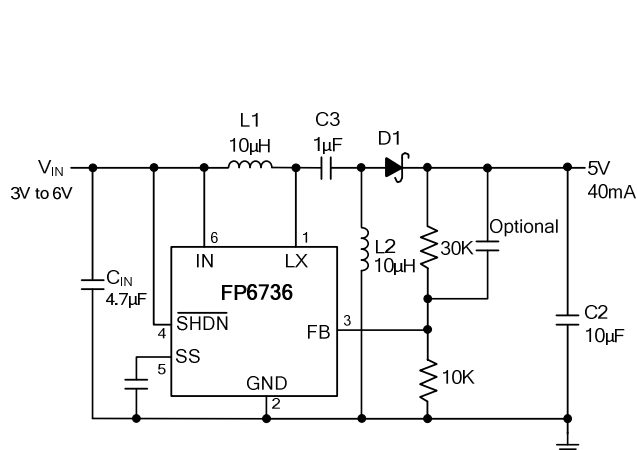 L1
10µH
C3
1µF
D1
VIN
3V to 6V
5V
40mA
6
1
IN
LX
FP6736
CIN
4.7µF
SHDN
4
SS
5
FB
3
GND
2
L2
10µH
30K
Optional
10K
C2
10µF